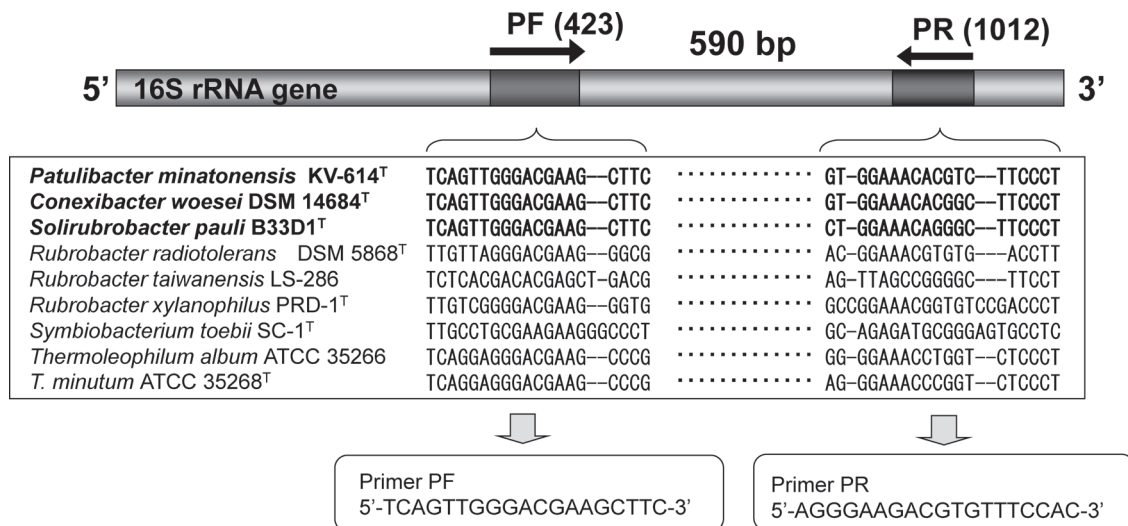 PF (423) 590 bp PR (1012)
5’ 16S rRNA gene 3’
Patulibacter minatonensis KV-614ᵀ TCAGTTGGGACGAAG--CTTC ············· GT-GGAAACACGTC--TTCCCT
Conexibacter woesei DSM 14684ᵀ TCAGTTGGGACGAAG--CTTC ············· GT-GGAAACACGTC--TTCCCT
Solirubrobacter pauli B33D1ᵀ TCAGTTGGGACGAAG--CTTC ············· CT-GGAAACAGGGC--TTCCCT
Rubrobacter radiotolerans DSM 5868ᵀ TTGTTAGGGACGAAG--GGCG AC-GGAAACGTGTG---ACCTT
Rubrobacter taiwanensis LS-286 TCTCACGACACGAGCT-GACG AG-TTAGCCGGGGC---TTCCT
Rubrobacter xylanophilus PRD-1ᵀ TTGTCGGGGACGAAG--GGTG GCCGGAAACGGTGTCCGACCCT
Symbiobacterium toebii SC-1ᵀ TTGCCTGCGAAGAAGGGCCCT GC-AGAGATGCGGGAGTGCCTC
Thermoleophilum album ATCC 35266 TCAGGAGGGACGAAG--CCCG ············· GG-GGAAACCTGGT--CTCCCT
T. minutum ATCC 35268ᵀ TCAGGAGGGACGAAG--CCCG ············· AG-GGAAACCCGGT--CTCCCT
Primer PF
5’-TCAGTTGGGACGAAGCTTC-3’
Primer PR
5’-AGGGAAGACGTGTTTCCAC-3’